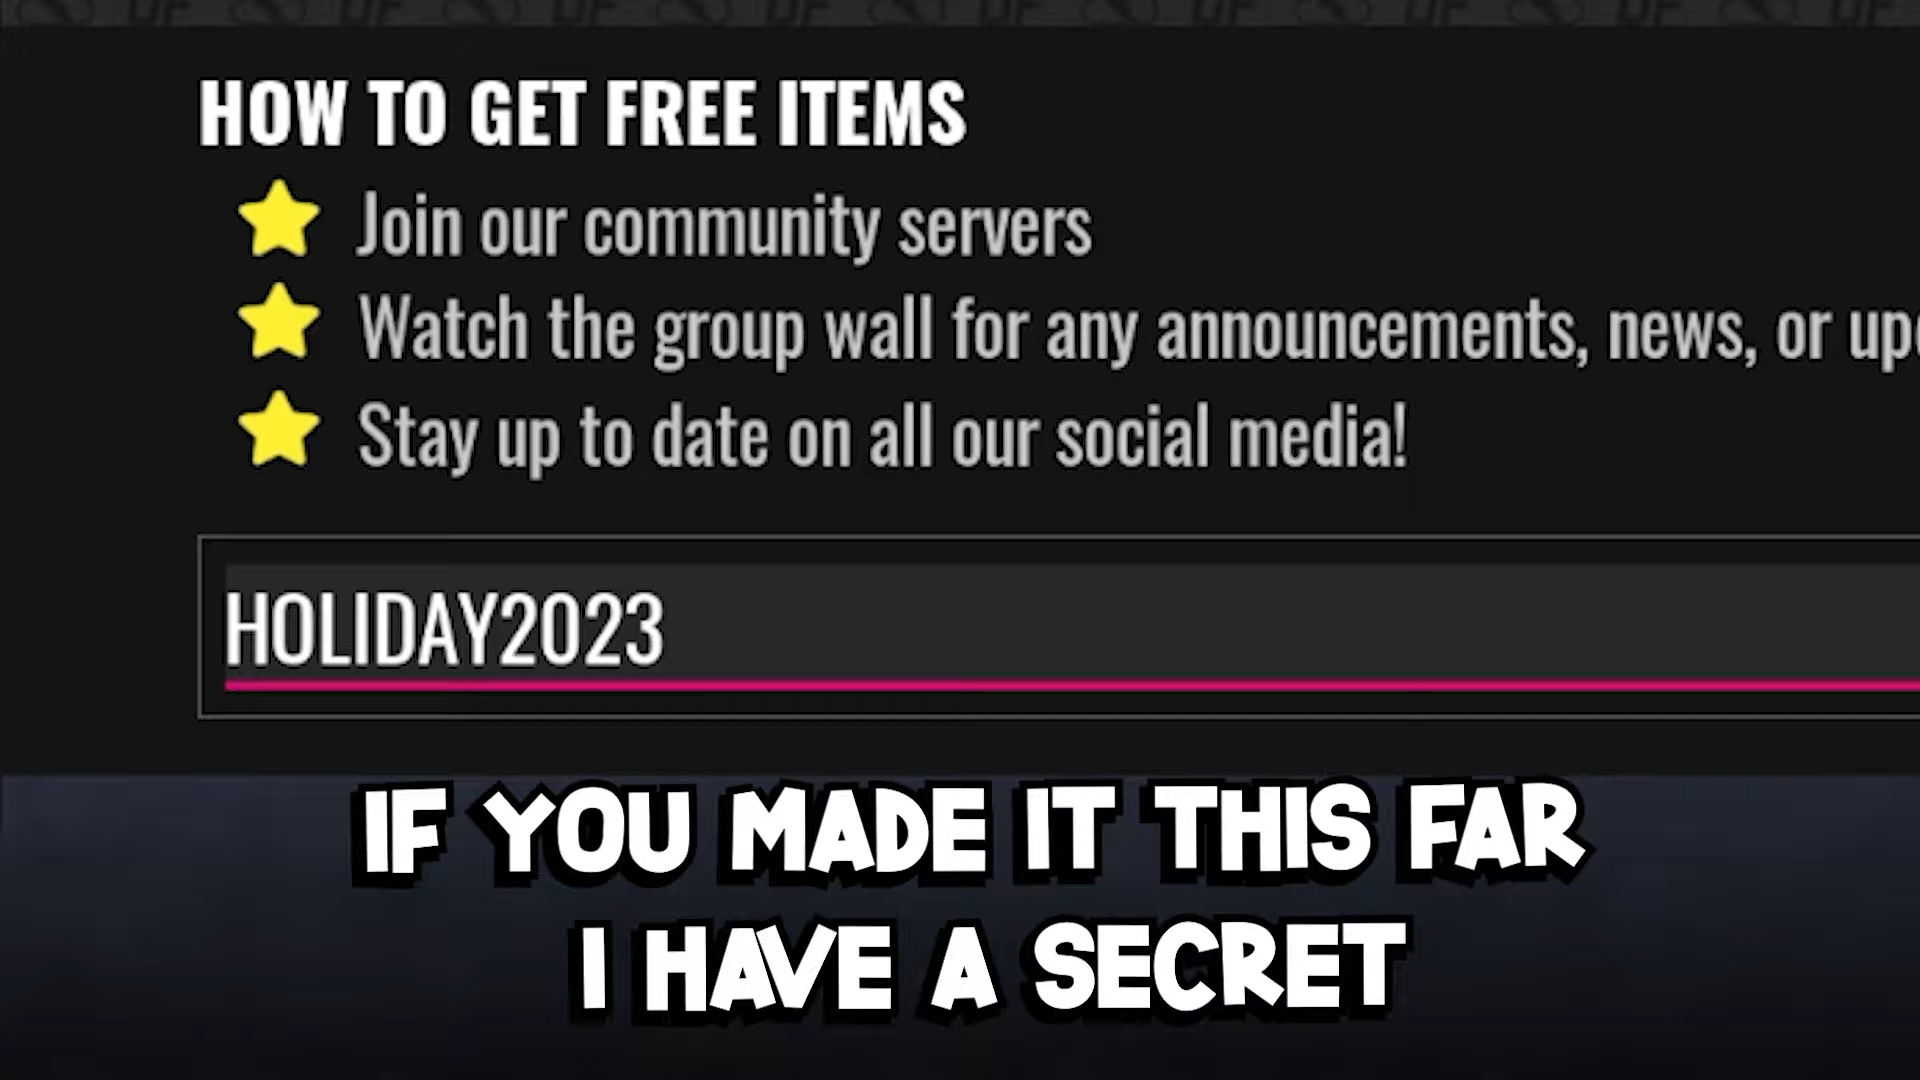 HOW TO GET FREE ITEMS
Join our community servers
Watch the group wall for any announcements, news, or
Stay up to date on all our social media!
HOLIDAY2023
IF YOU MADE IT THIS FAR
I HAVE A SECRET